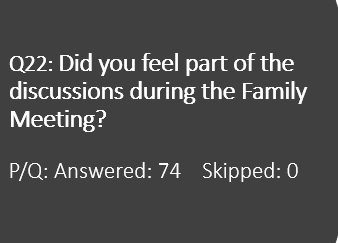 Q22: Did you feel part of the
discussions during the Family
Meeting?
P/Q: Answered: 74 Skipped: 0